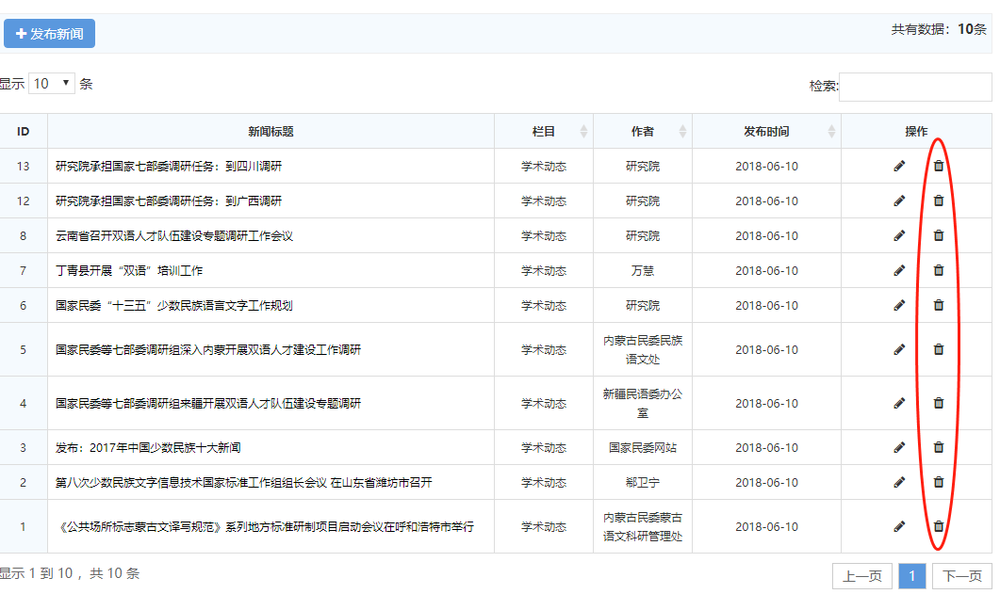 发布新闻
共有数据：10条
显示 10 条
检索:
ID 新闻标题 栏目 作者 发布时间 操作
13 研究院承担国家七部委调研任务：到四川调研 学术动态 研究院 2018-06-10
12 研究院承担国家七部委调研任务：到广西调研 学术动态 研究院 2018-06-10
8 云南省召开双语人才队伍建设专题调研工作会议 学术动态 研究院 2018-06-10
7 丁青县开展“双语”培训工作 学术动态 万慧 2018-06-10
6 国家民委“十三五”少数民族语言文字工作规划 学术动态 研究院 2018-06-10
5 国家民委等七部委调研组深入内蒙开展双语人才建设工作调研 学术动态 内蒙古民委民族
语文处 2018-06-10
4 国家民委等七部委调研组来疆开展双语人才队伍建设专题调研 学术动态 新疆民语委办公
室 2018-06-10
3 发布：2017年中国少数民族十大新闻 学术动态 国家民委网站 2018-06-10
2 第八次少数民族文字信息技术国家标准工作组组长会议 在山东省潍坊市召开 学术动态 郗卫宁 2018-06-10
1 《公共场所标志蒙古文译写规范》系列地方标准研制项目启动会议在呼和浩特市举行 学术动态 内蒙古民委蒙古
语文科研管理处 2018-06-10
显示 1 到 10 ，共 10 条
上一页 1 下一页